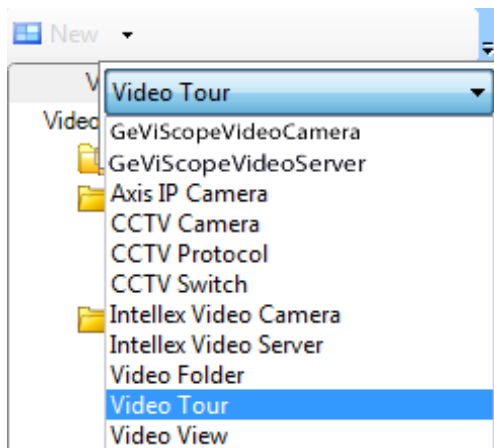 New
V
Video Tour
Video
GeViScopeVideoCamera
GeViScopeVideoServer
Axis IP Camera
CCTV Camera
CCTV Protocol
CCTV Switch
Intellex Video Camera
Intellex Video Server
Video Folder
Video Tour
Video View